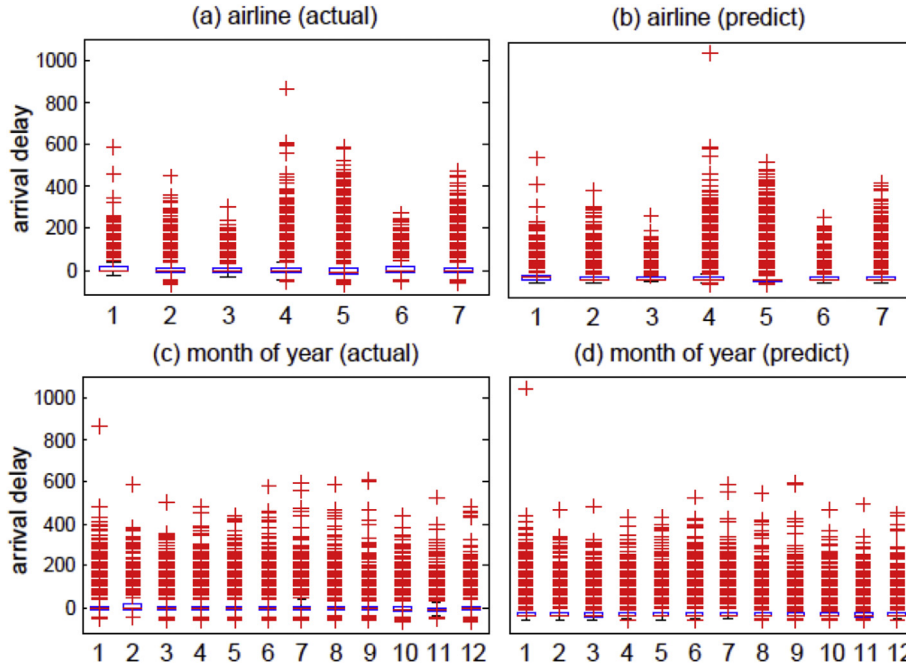 (a) airline (actual)
(b) airline (predict)
arrival delay
1000
800
600
400
200
0
1 2 3 4 5 6 7
1 2 3 4 5 6 7
(c) month of year (actual)
(d) month of year (predict)
arrival delay
1000
800
600
400
200
0
1 2 3 4 5 6 7 8 9 10 11 12
1 2 3 4 5 6 7 8 9 10 11 12